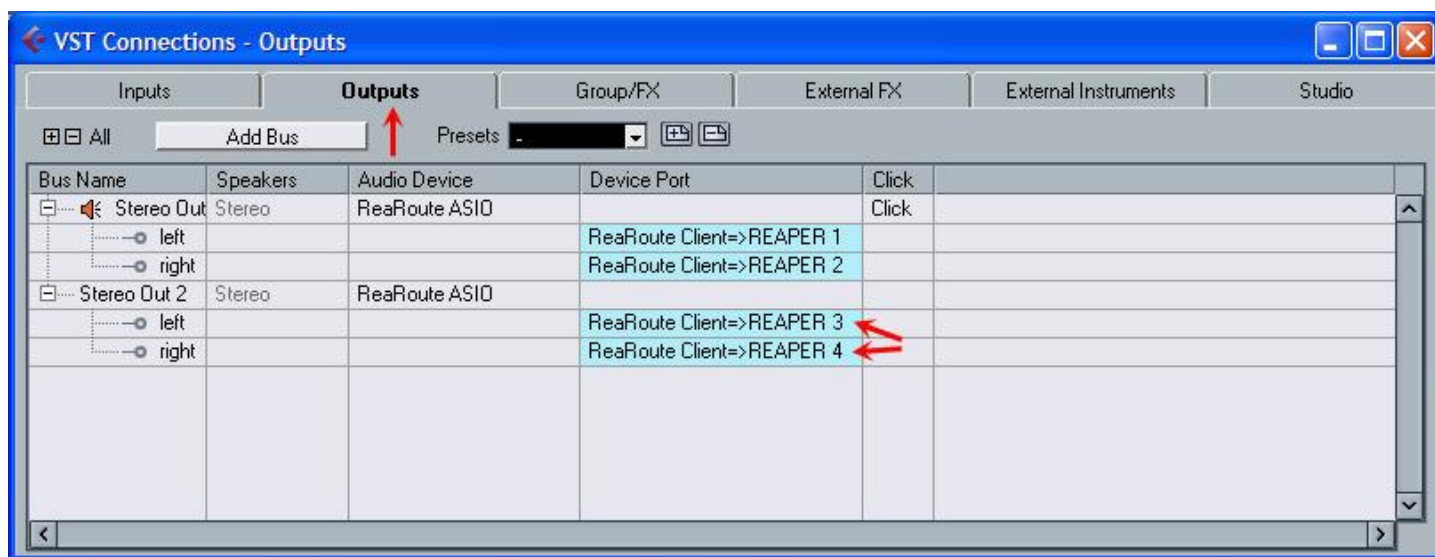 VST Connections - Outputs
Inputs Outputs Group/FX External FX External Instruments Studio
All Add Bus Presets -
Bus Name Speakers Audio Device Device Port Click
Stereo Out Stereo ReaRoute ASIO Click
left ReaRoute Client=>REAPER 1
right ReaRoute Client=>REAPER 2
Stereo Out 2 Stereo ReaRoute ASIO
left ReaRoute Client=>REAPER 3
right ReaRoute Client=>REAPER 4